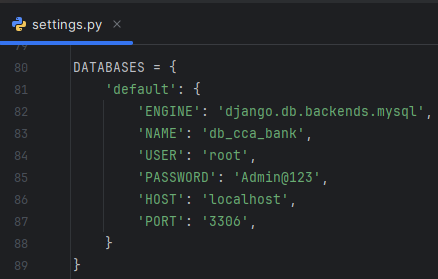 settings.py
79
80 DATABASES = {
81 'default': {
82 'ENGINE': 'django.db.backends.mysql',
83 'NAME': 'db_cca_bank',
84 'USER': 'root',
85 'PASSWORD': 'Admin@123',
86 'HOST': 'localhost',
87 'PORT': '3306',
88 }
89 }